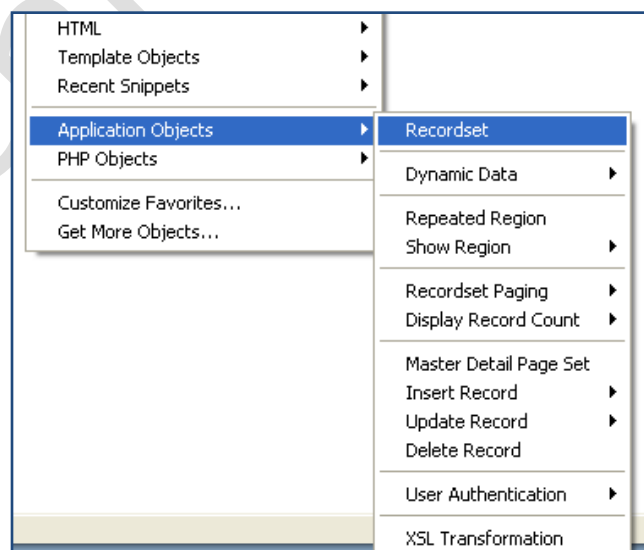 HTML
Template Objects
Recent Snippets
Application Objects
PHP Objects
Customize Favorites...
Get More Objects...
Recordset
Dynamic Data
Repeated Region
Show Region
Recordset Paging
Display Record Count
Master Detail Page Set
Insert Record
Update Record
Delete Record
User Authentication
XSL Transformation